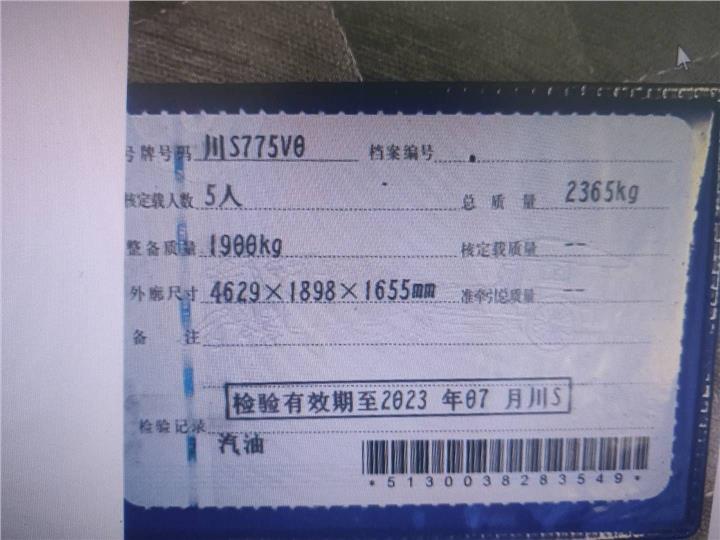 号牌号码 川S775V0 档案编号
核定载人数 5人 总质量 2365kg
整备质量 1900kg 核定载质量 --
外廓尺寸 4629×1898×1655mm 准牵引总质量 --
备注
检验有效期至2023 年07 月川S
检验记录
汽油
*5130038283549*